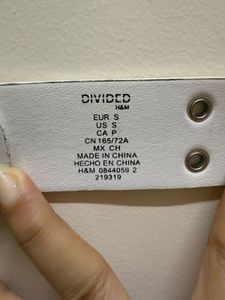 DIVIDED
H&M
EUR S
US S
CA P
CN 165/72A
MX CH
MADE IN CHINA
HECHO EN CHINA
H&M 0844059 2
219319